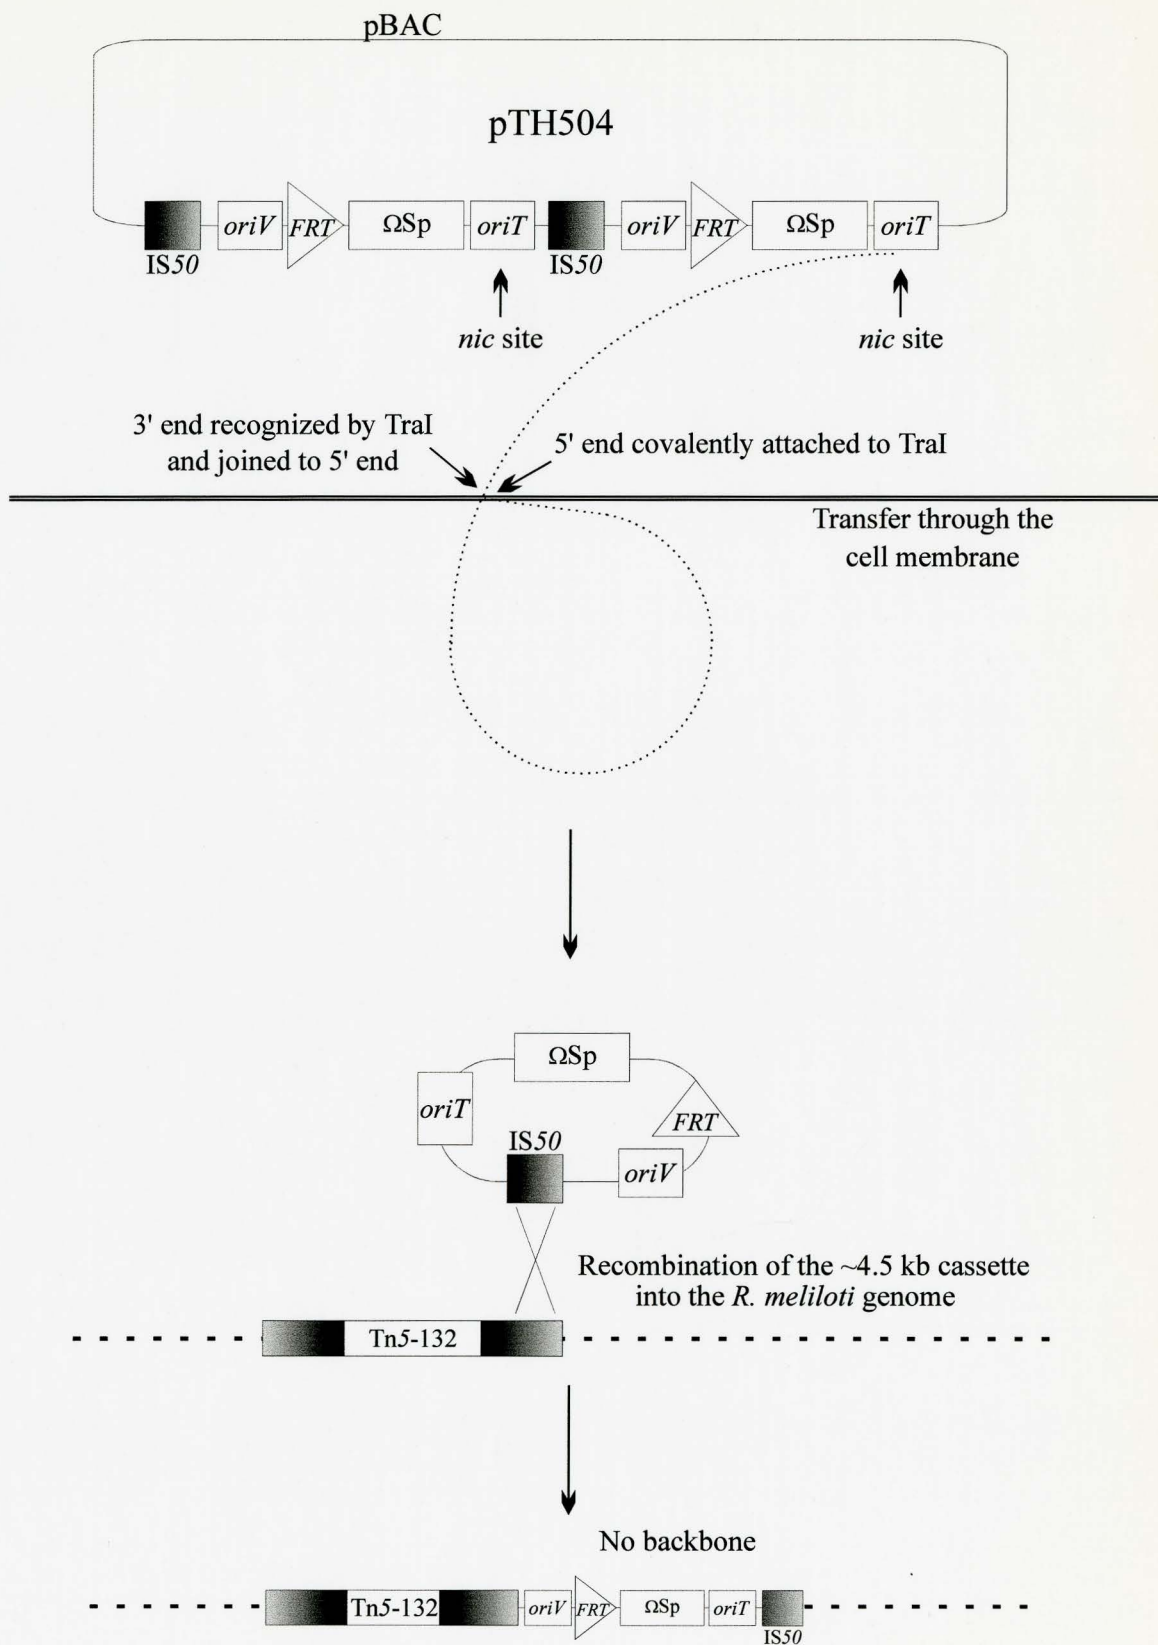 pBAC
pTH504
oriV FRT ΩSp oriT oriV FRT ΩSp oriT
IS50 IS50
nic site nic site
3' end recognized by TraI
and joined to 5' end
5' end covalently attached to TraI
Transfer through the
cell membrane
ΩSp
oriT
FRT
IS50
oriV
Recombination of the ~4.5 kb cassette
into the R. meliloti genome
Tn5-132
No backbone
Tn5-132 oriV FRT ΩSp oriT
IS50